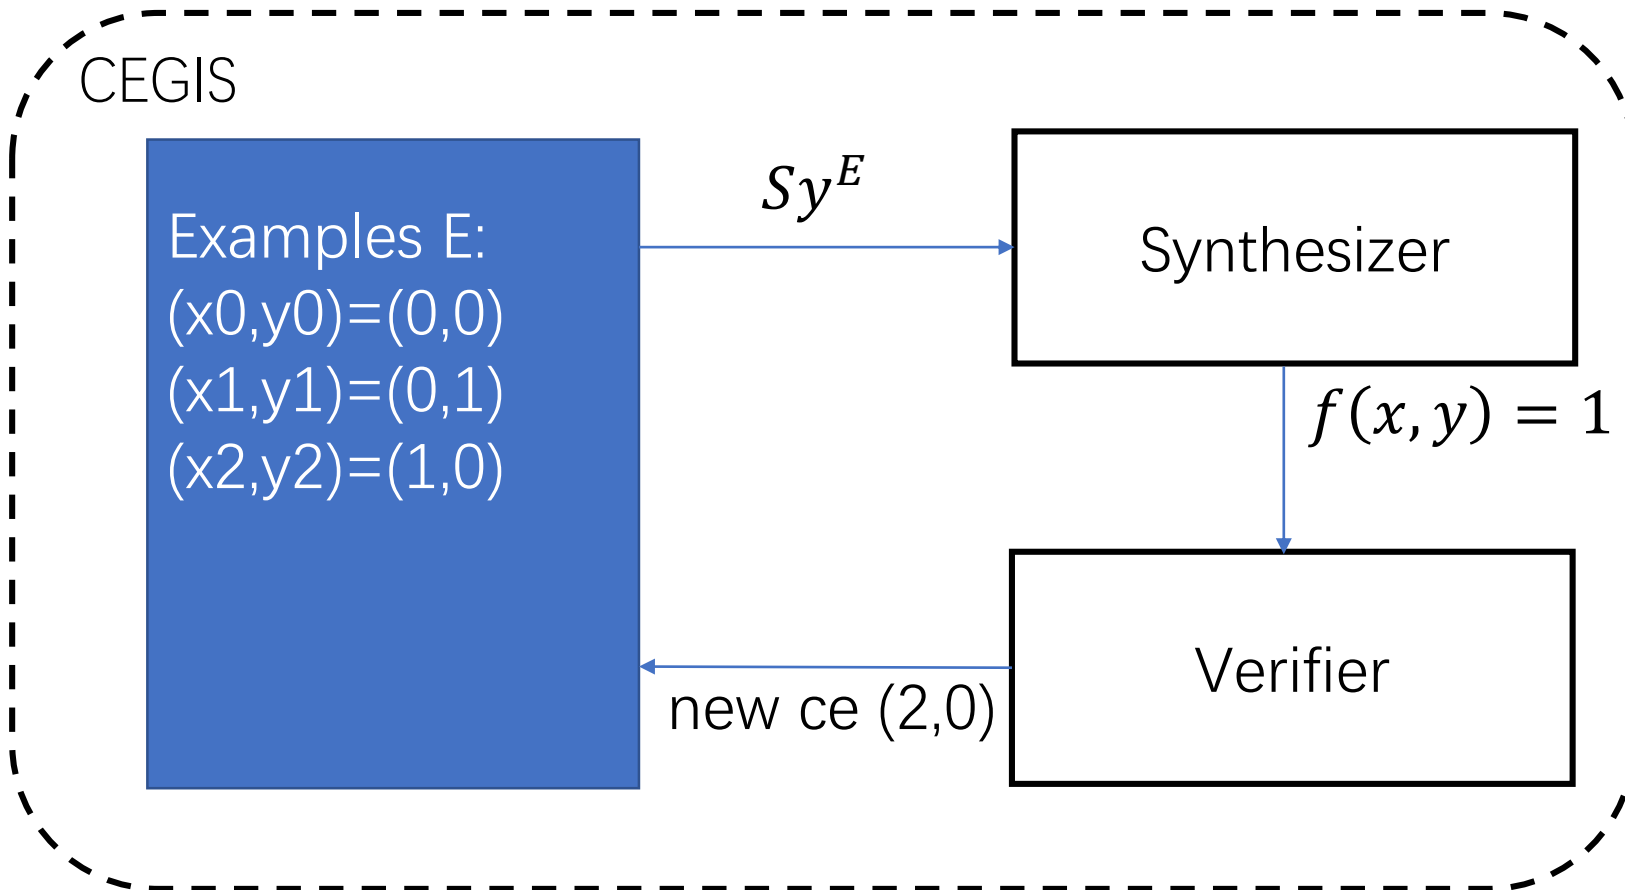 CEGIS
Examples E:
(x0,y0)=(0,0)
(x1,y1)=(0,1)
(x2,y2)=(1,0)
Sy^E
Synthesizer
f(x, y) = 1
Verifier
new ce (2,0)